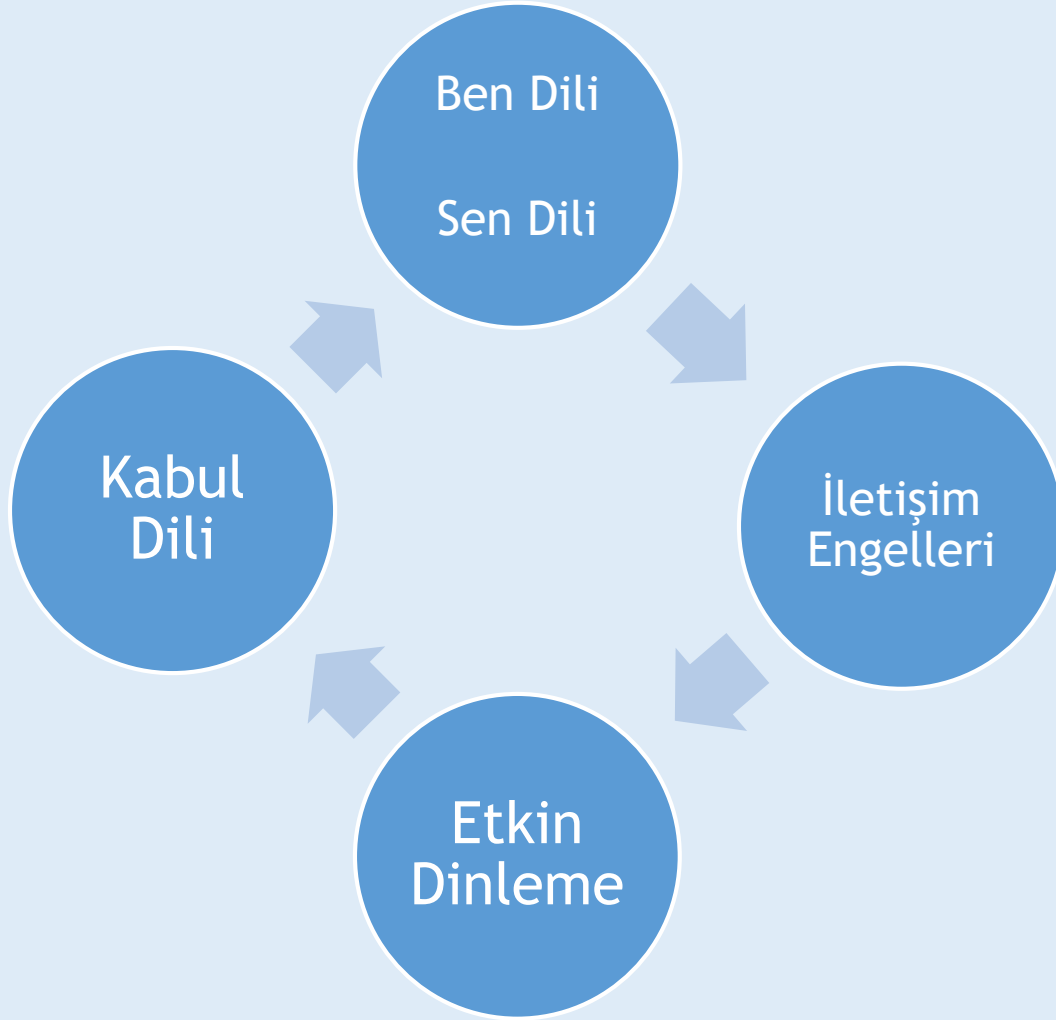 Ben Dili
Sen Dili
İletişim
Engelleri
Etkin
Dinleme
Kabul
Dili